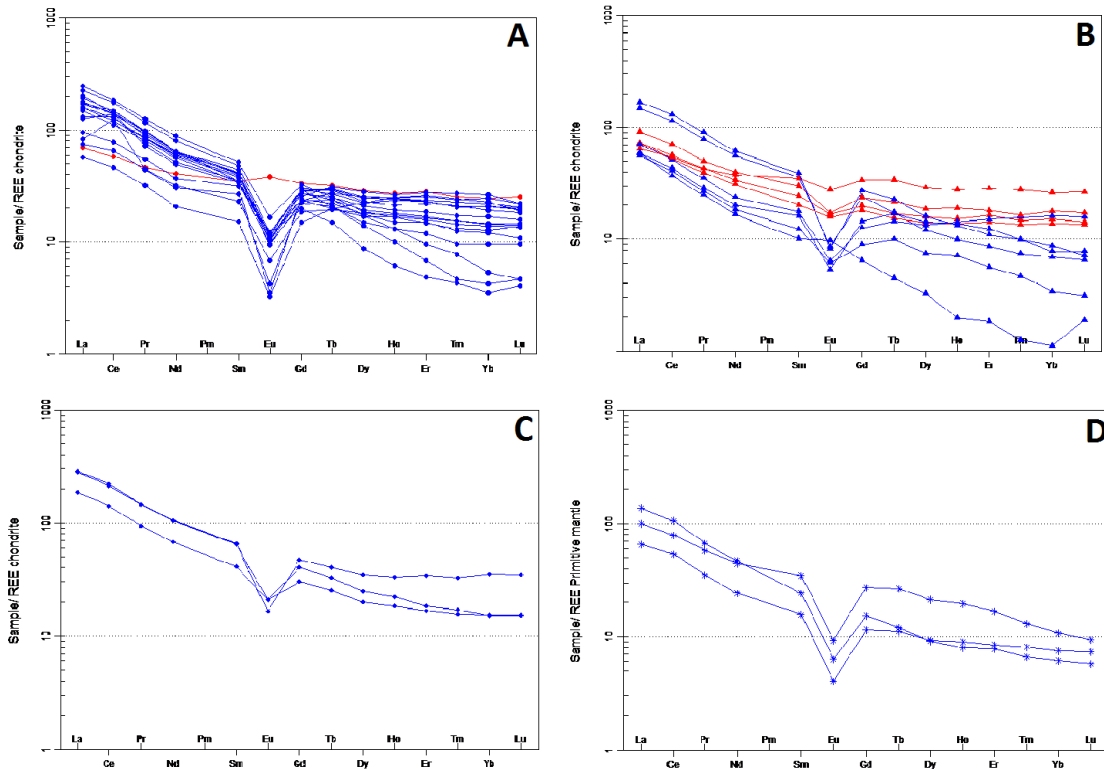 A
1000
100
10
1
Sample/ REE chondrite
La Pr Pm Eu Tb Ho Tm Lu
Ce Nd Sm Gd Dy Er Yb
B
1000
100
10
Sample/ REE chondrite
La Pr Pm Eu Tb Ho Tm Lu
Ce Nd Sm Gd Dy Er Yb
C
1000
100
10
1
Sample/ REE chondrite
La Pr Pm Eu Tb Ho Tm Lu
Ce Nd Sm Gd Dy Er Yb
D
1000
100
10
1
Sample/ REE Primitive mantle
La Pr Pm Eu Tb Ho Tm Lu
Ce Nd Sm Gd Dy Er Yb